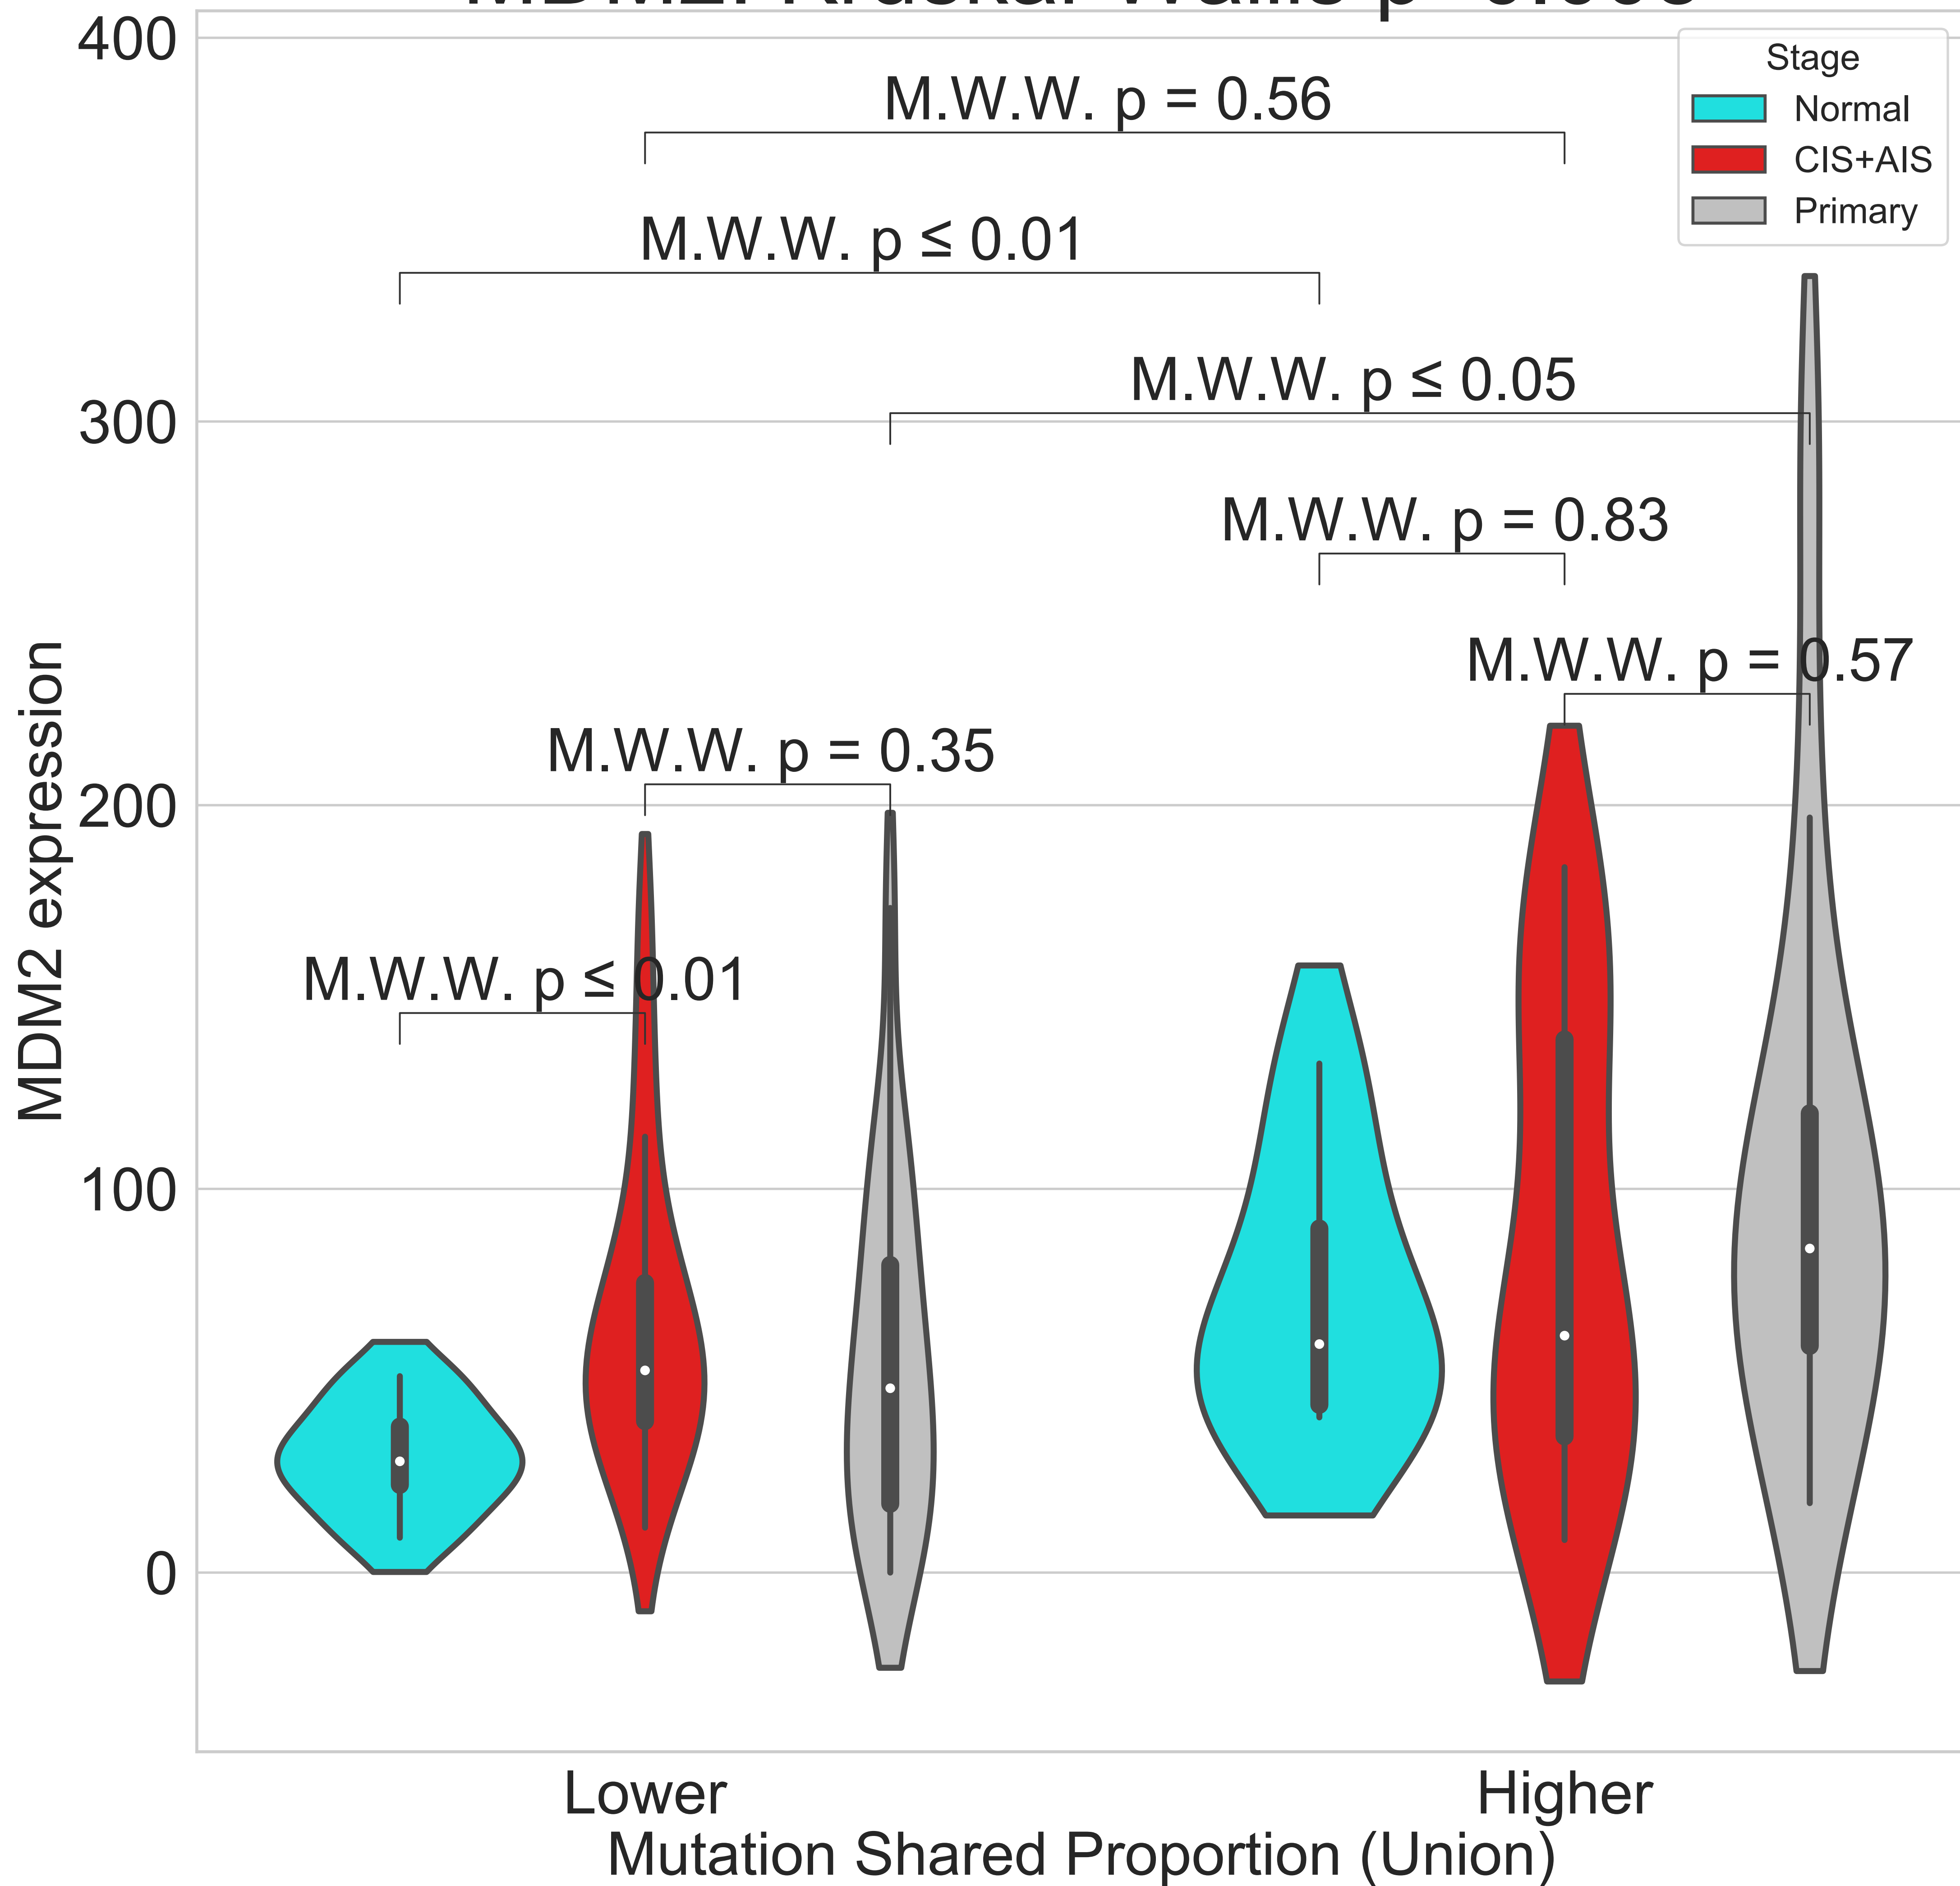 400
M.W.W. p = 0.56
Stage
Normal
CIS+AIS
Primary
M.W.W. p ≤ 0.01
M.W.W. p ≤ 0.05
300
M.W.W. p = 0.83
M.W.W. p = 0.57
M.W.W. p = 0.35
200
M.W.W. p ≤ 0.01
MDM2 expression
100
0
Lower
Higher
Mutation Shared Proportion (Union)